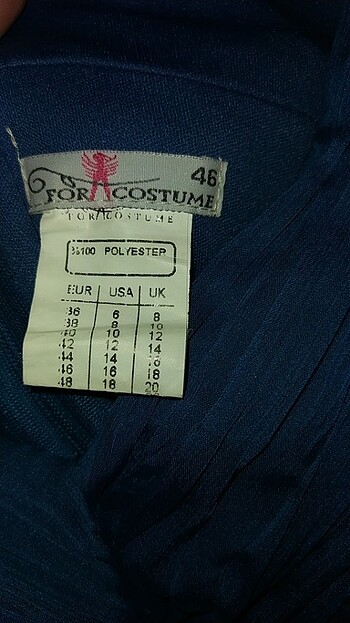 46
FOR COSTUME
FOR COSTUME
%100 POLYESTER
EUR USA UK
36 6 8
38 8 10
40 10 12
42 12 14
44 14 16
46 16 18
48 18 20